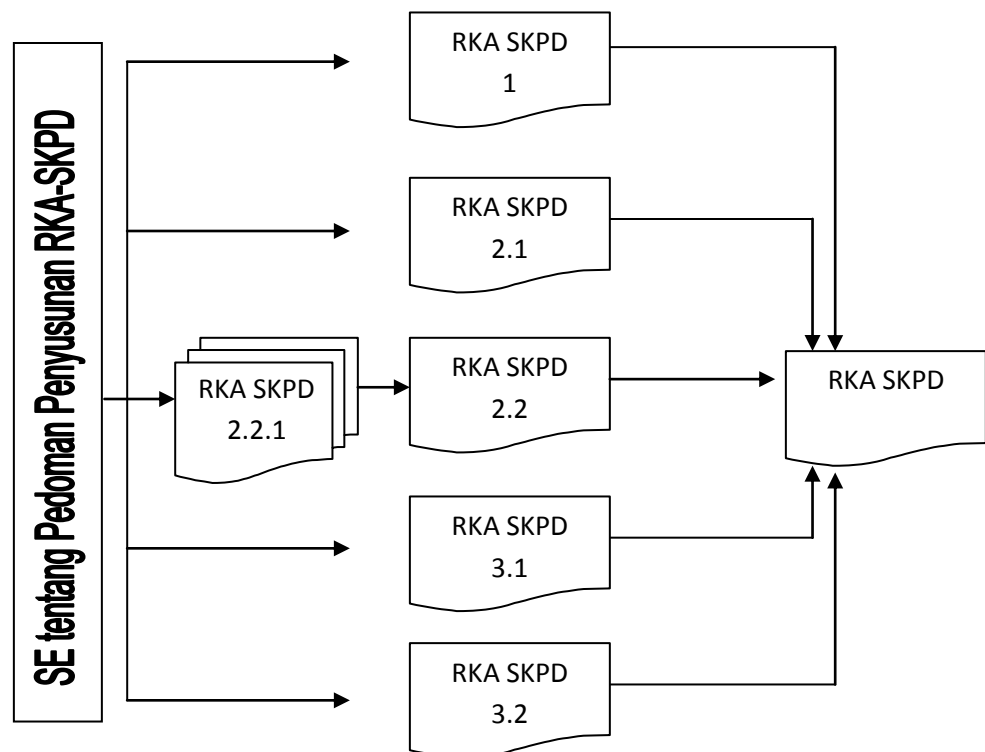 SE tentang Pedoman Penyusunan RKA-SKPD
RKA SKPD
1
RKA SKPD
2.1
RKA SKPD
2.2.1
RKA SKPD
2.2
RKA SKPD
RKA SKPD
3.1
RKA SKPD
3.2